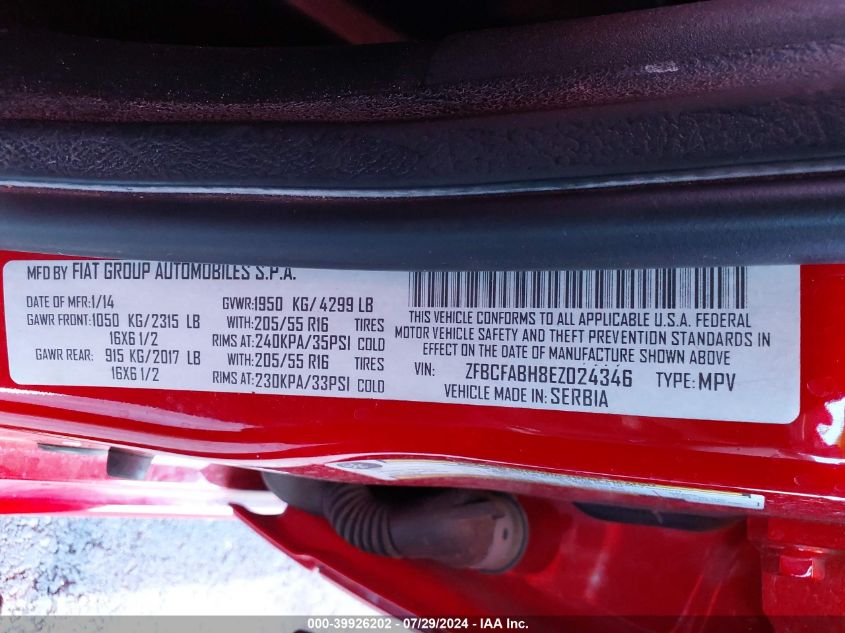 MFD BY FIAT GROUP AUTOMOBILES S.P.A.
DATE OF MFR:1/14 GVWR:1950 KG/ 4299 LB
GAWR FRONT:1050 KG/2315 LB WITH:205/55 R16 TIRES
16X6 1/2 RIMS AT:240KPA/35PSI COLD
GAWR REAR: 915 KG/2017 LB WITH:205/55 R16 TIRES
16X6 1/2 RIMS AT:230KPA/33PSI COLD
THIS VEHICLE CONFORMS TO ALL APPLICABLE U.S.A. FEDERAL
MOTOR VEHICLE SAFETY AND THEFT PREVENTION STANDARDS IN
EFFECT ON THE DATE OF MANUFACTURE SHOWN ABOVE
VIN: ZFBCFABH8EZ024346 TYPE:MPV
VEHICLE MADE IN:SERBIA
000-39926202 - 07/29/2024 - IAA, Inc.